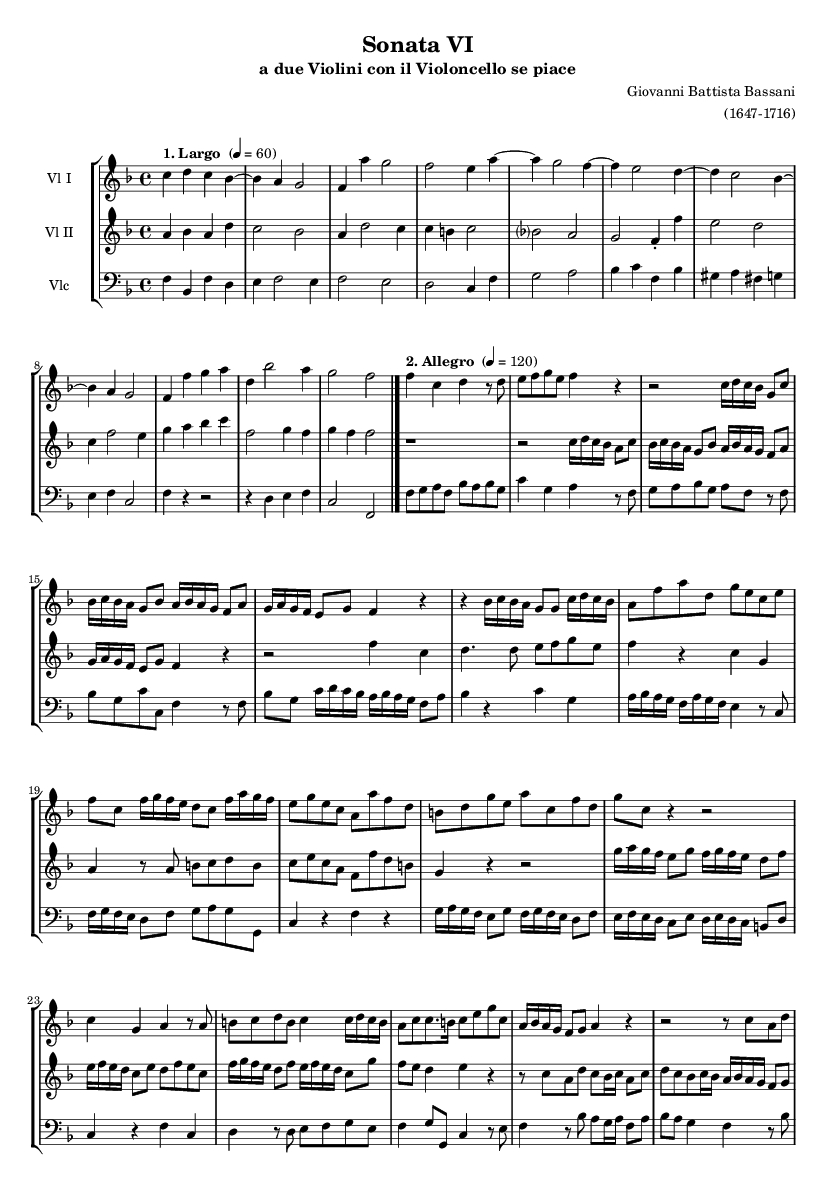 Sonata VI
a due Violini con il Violoncello se piace
Giovanni Battista Bassani
(1647-1716)
1. Largo (♩ = 60)
Vl I
Vl II
Vlc
8
2. Allegro (♩ = 120)
15
19
23